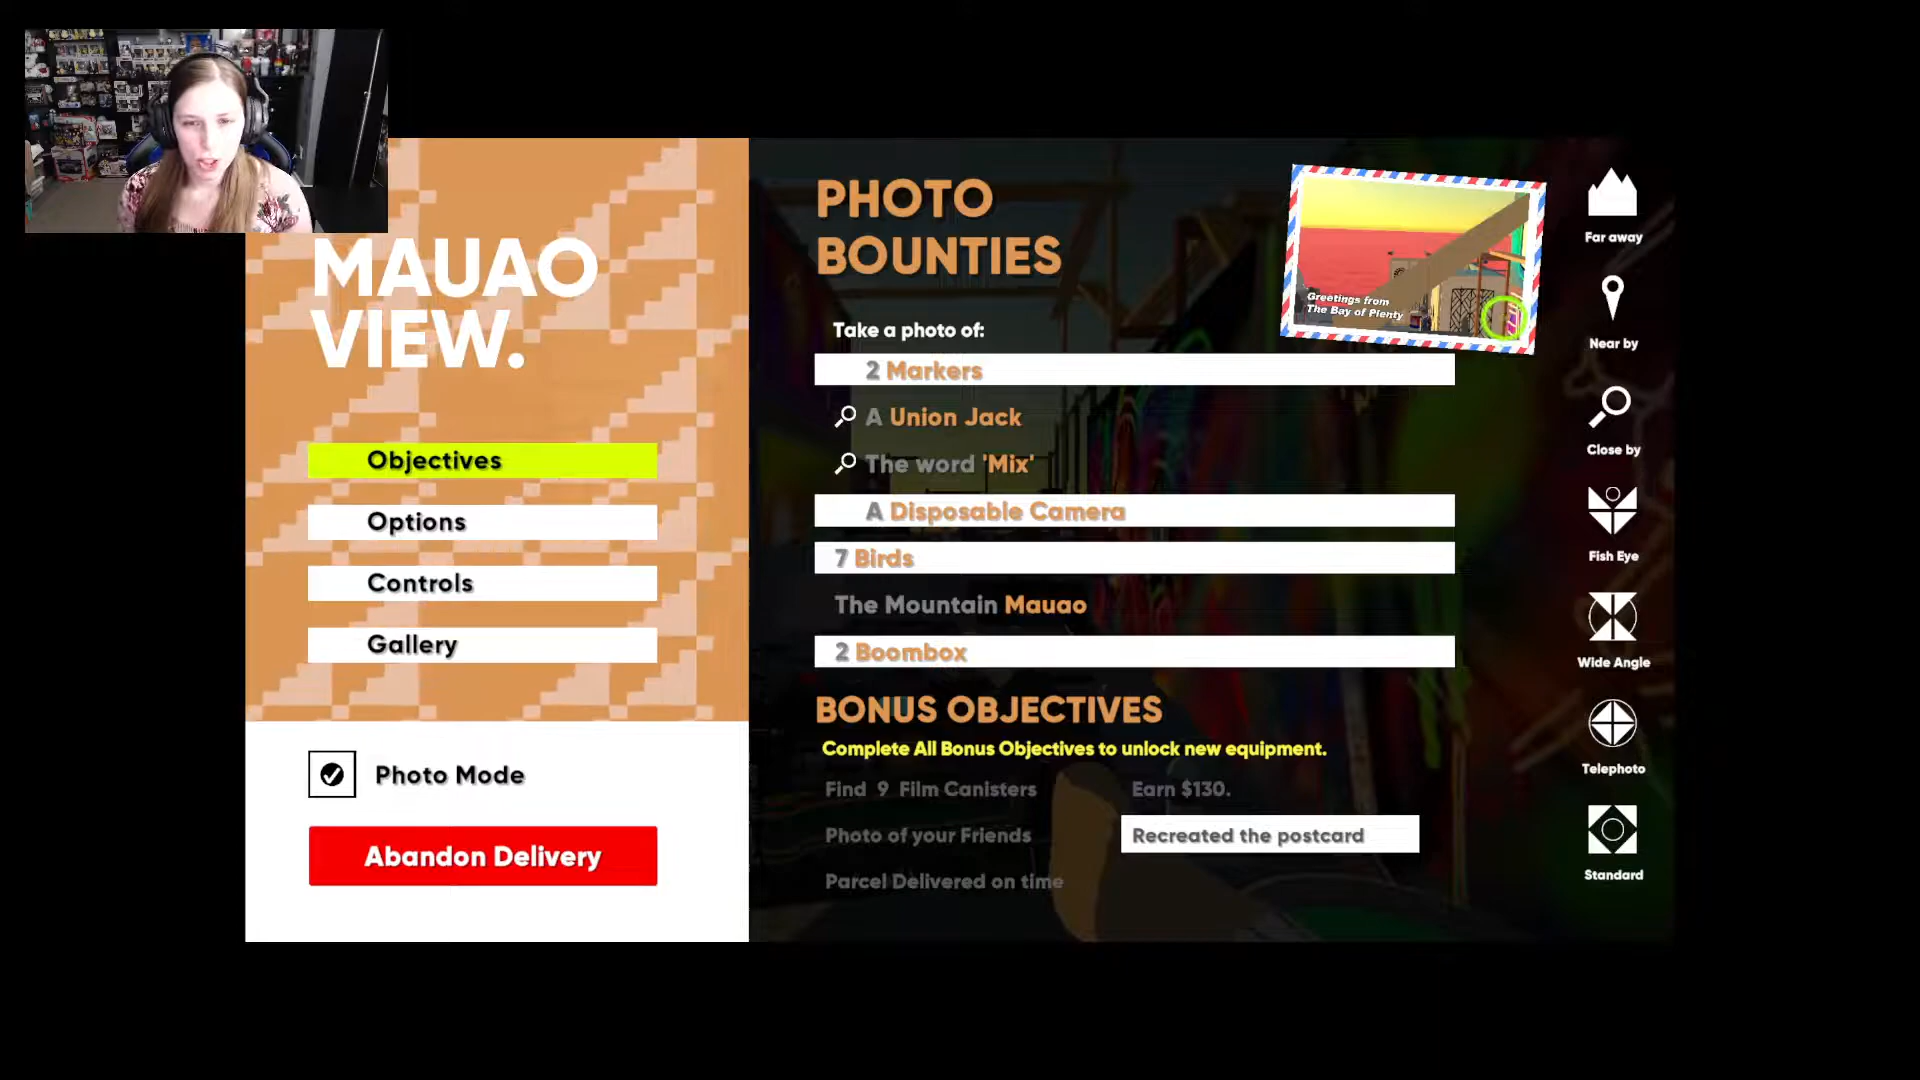 MAUAO
VIEW.
Objectives
Options
Controls
Gallery
Photo Mode
Abandon Delivery
PHOTO
BOUNTIES
Greetings from
The Bay of Plenty
Take a photo of:
2 Markers
A Union Jack
The word 'Mix'
A Disposable Camera
7 Birds
The Mountain Mauao
2 Boombox
BONUS OBJECTIVES
Complete All Bonus Objectives to unlock new equipment.
Find 9 Film Canisters
Earn $130.
Photo of your Friends
Recreated the postcard
Parcel Delivered on time
Far away
Near by
Close by
Fish Eye
Wide Angle
Telephoto
Standard